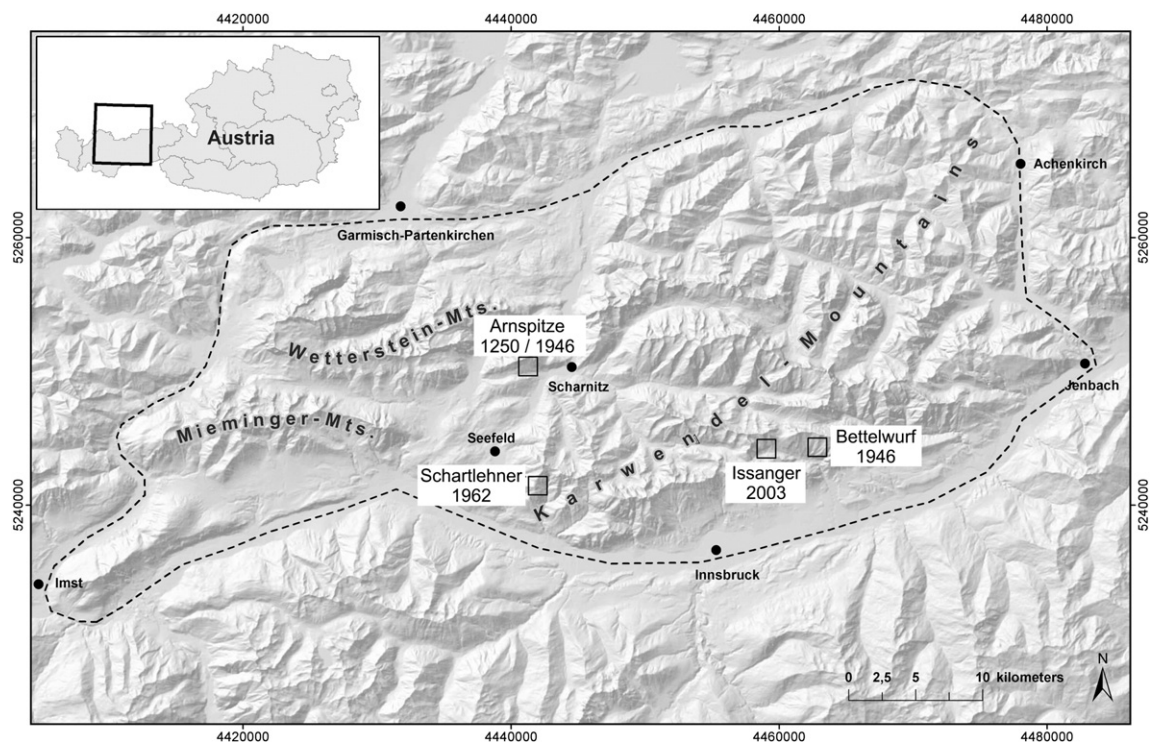 4420000
4440000
4460000
4480000
Austria
Achenkirch
5260000
Garmisch-Partenkirchen
5260000
Wetterstein-Mts.
Arnspitze
1250 / 1946
Scharnitz
Karwendel-Mountains
Jenbach
Mieminger-Mts.
Seefeld
Bettelwurf
1946
Schartlehner
1962
Issanger
2003
5240000
5240000
Imst
Innsbruck
N
0 2,5 5 10 kilometers
4420000
4440000
4460000
4480000